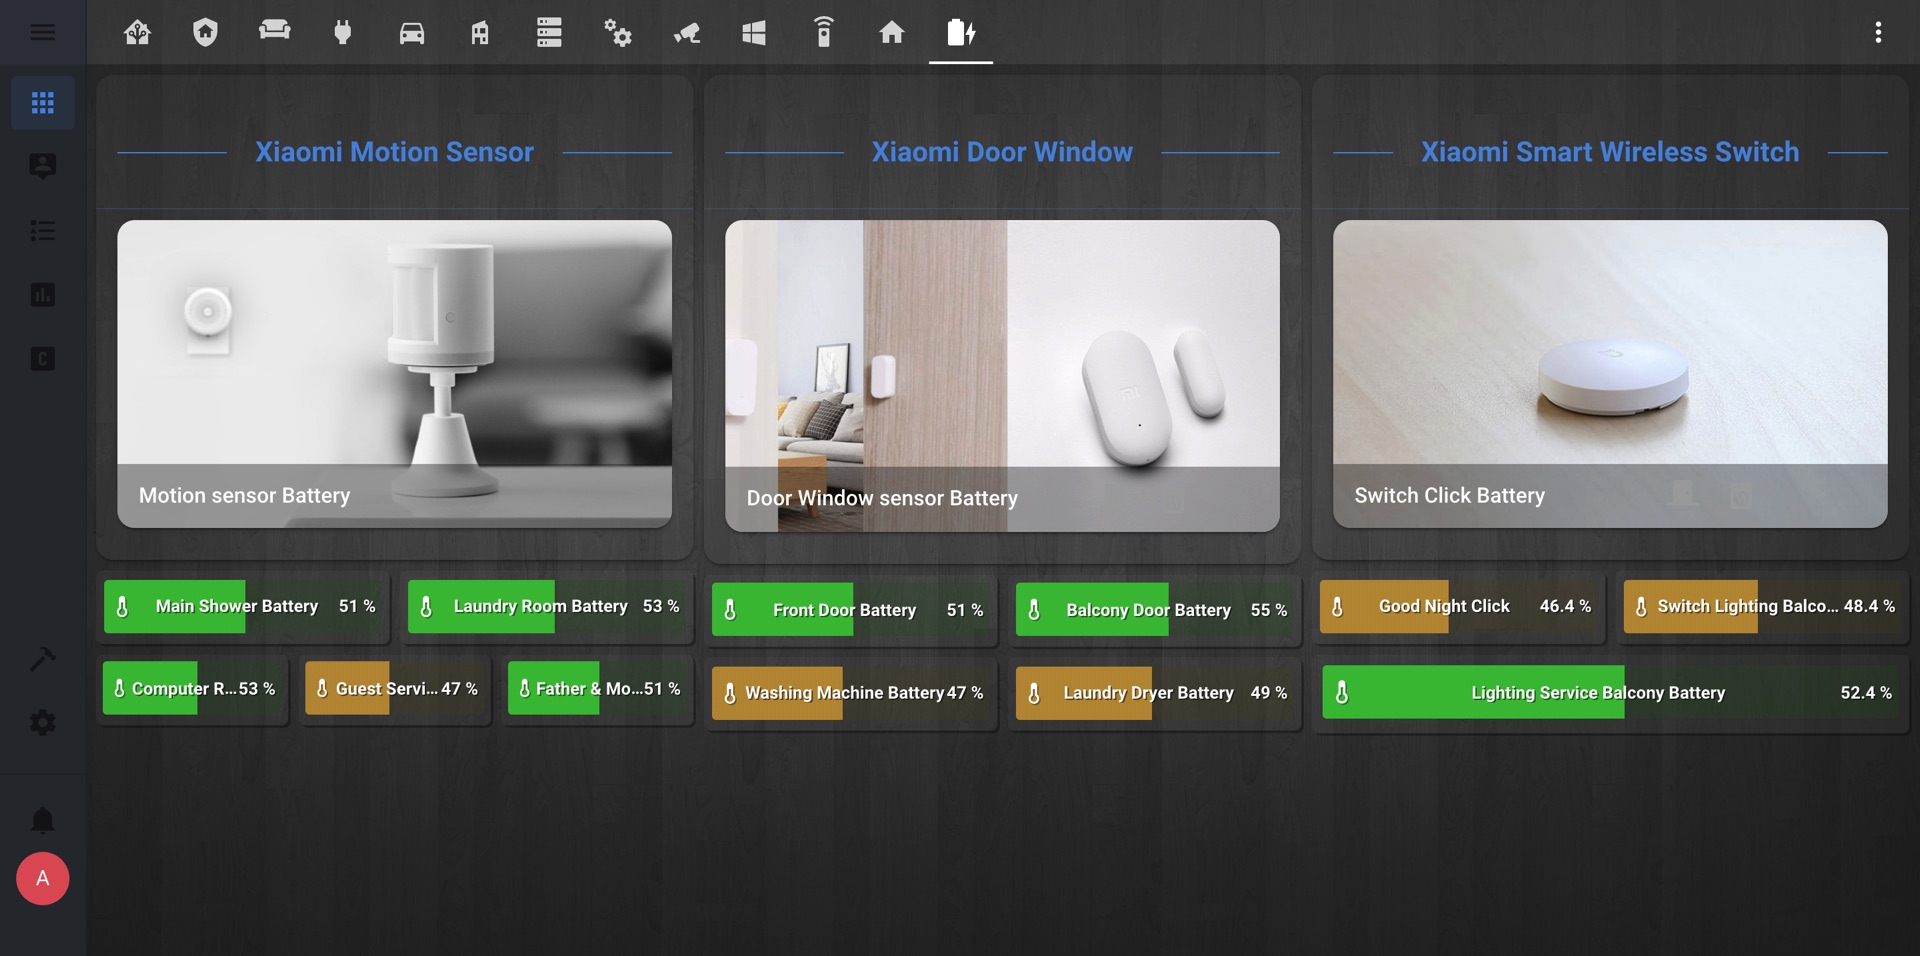 Xiaomi Motion Sensor
Xiaomi Door Window
Xiaomi Smart Wireless Switch
Motion sensor Battery
Door Window sensor Battery
Switch Click Battery
Main Shower Battery 51 %
Laundry Room Battery 53 %
Front Door Battery 51 %
Balcony Door Battery 55 %
Good Night Click 46.4 %
Switch Lighting Balco... 48.4 %
Computer R... 53 %
Guest Servi... 47 %
Father & Mo... 51 %
Washing Machine Battery 47 %
Laundry Dryer Battery 49 %
Lighting Service Balcony Battery 52.4 %
C
A